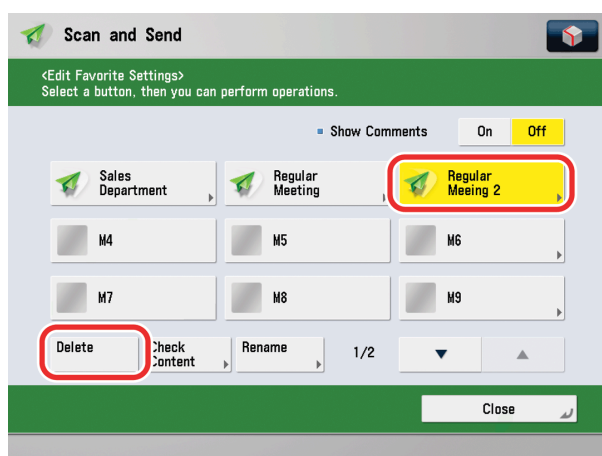 Scan and Send
<Edit Favorite Settings>
Select a button, then you can perform operations.
Show Comments On Off
Sales Department
Regular Meeting
Regular Meeing 2
M4 M5 M6
M7 M8 M9
Delete
Check Content
Rename
1/2
Close